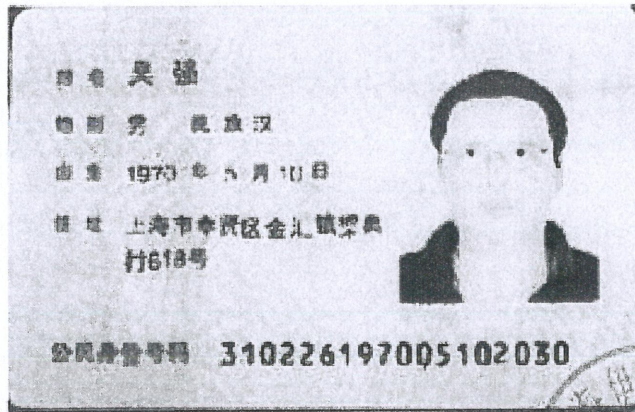 姓名 吴强
性别 男 民族 汉
出生 1970 年 5 月 10 日
住址 上海市奉贤区金汇镇梁典
村618号
公民身份号码 310226197005102030